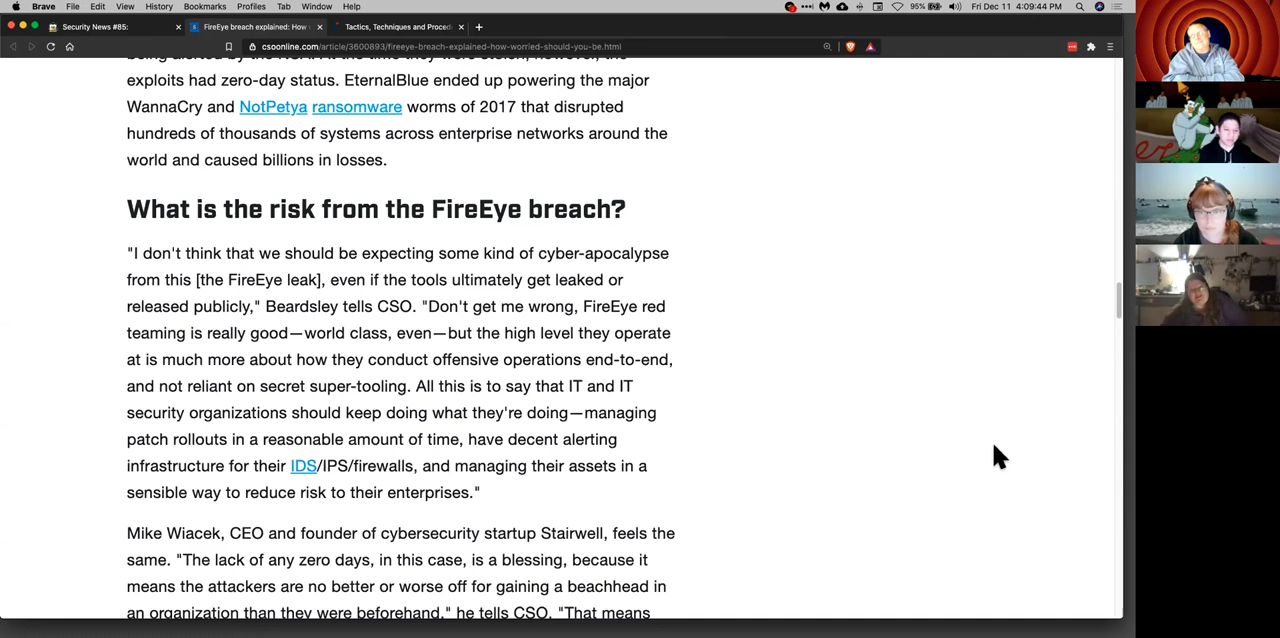 Brave File Edit View History Bookmarks Profiles Tab Window Help
95% Fri Dec 11 4:09:44 PM
Security News #85:
FireEye breach explained: How
Tactics, Techniques and Proced
csoonline.com/article/3600893/fireeye-breach-explained-how-worried-should-you-be.html
exploits had zero-day status. EternalBlue ended up powering the major
WannaCry and NotPetya ransomware worms of 2017 that disrupted
hundreds of thousands of systems across enterprise networks around the
world and caused billions in losses.
What is the risk from the FireEye breach?
"I don't think that we should be expecting some kind of cyber-apocalypse
from this [the FireEye leak], even if the tools ultimately get leaked or
released publicly," Beardsley tells CSO. "Don't get me wrong, FireEye red
teaming is really good—world class, even—but the high level they operate
at is much more about how they conduct offensive operations end-to-end,
and not reliant on secret super-tooling. All this is to say that IT and IT
security organizations should keep doing what they're doing—managing
patch rollouts in a reasonable amount of time, have decent alerting
infrastructure for their IDS/IPS/firewalls, and managing their assets in a
sensible way to reduce risk to their enterprises."
Mike Wiacek, CEO and founder of cybersecurity startup Stairwell, feels the
same. "The lack of any zero days, in this case, is a blessing, because it
means the attackers are no better or worse off for gaining a beachhead in
an organization than they were beforehand." he tells CSO. "That means